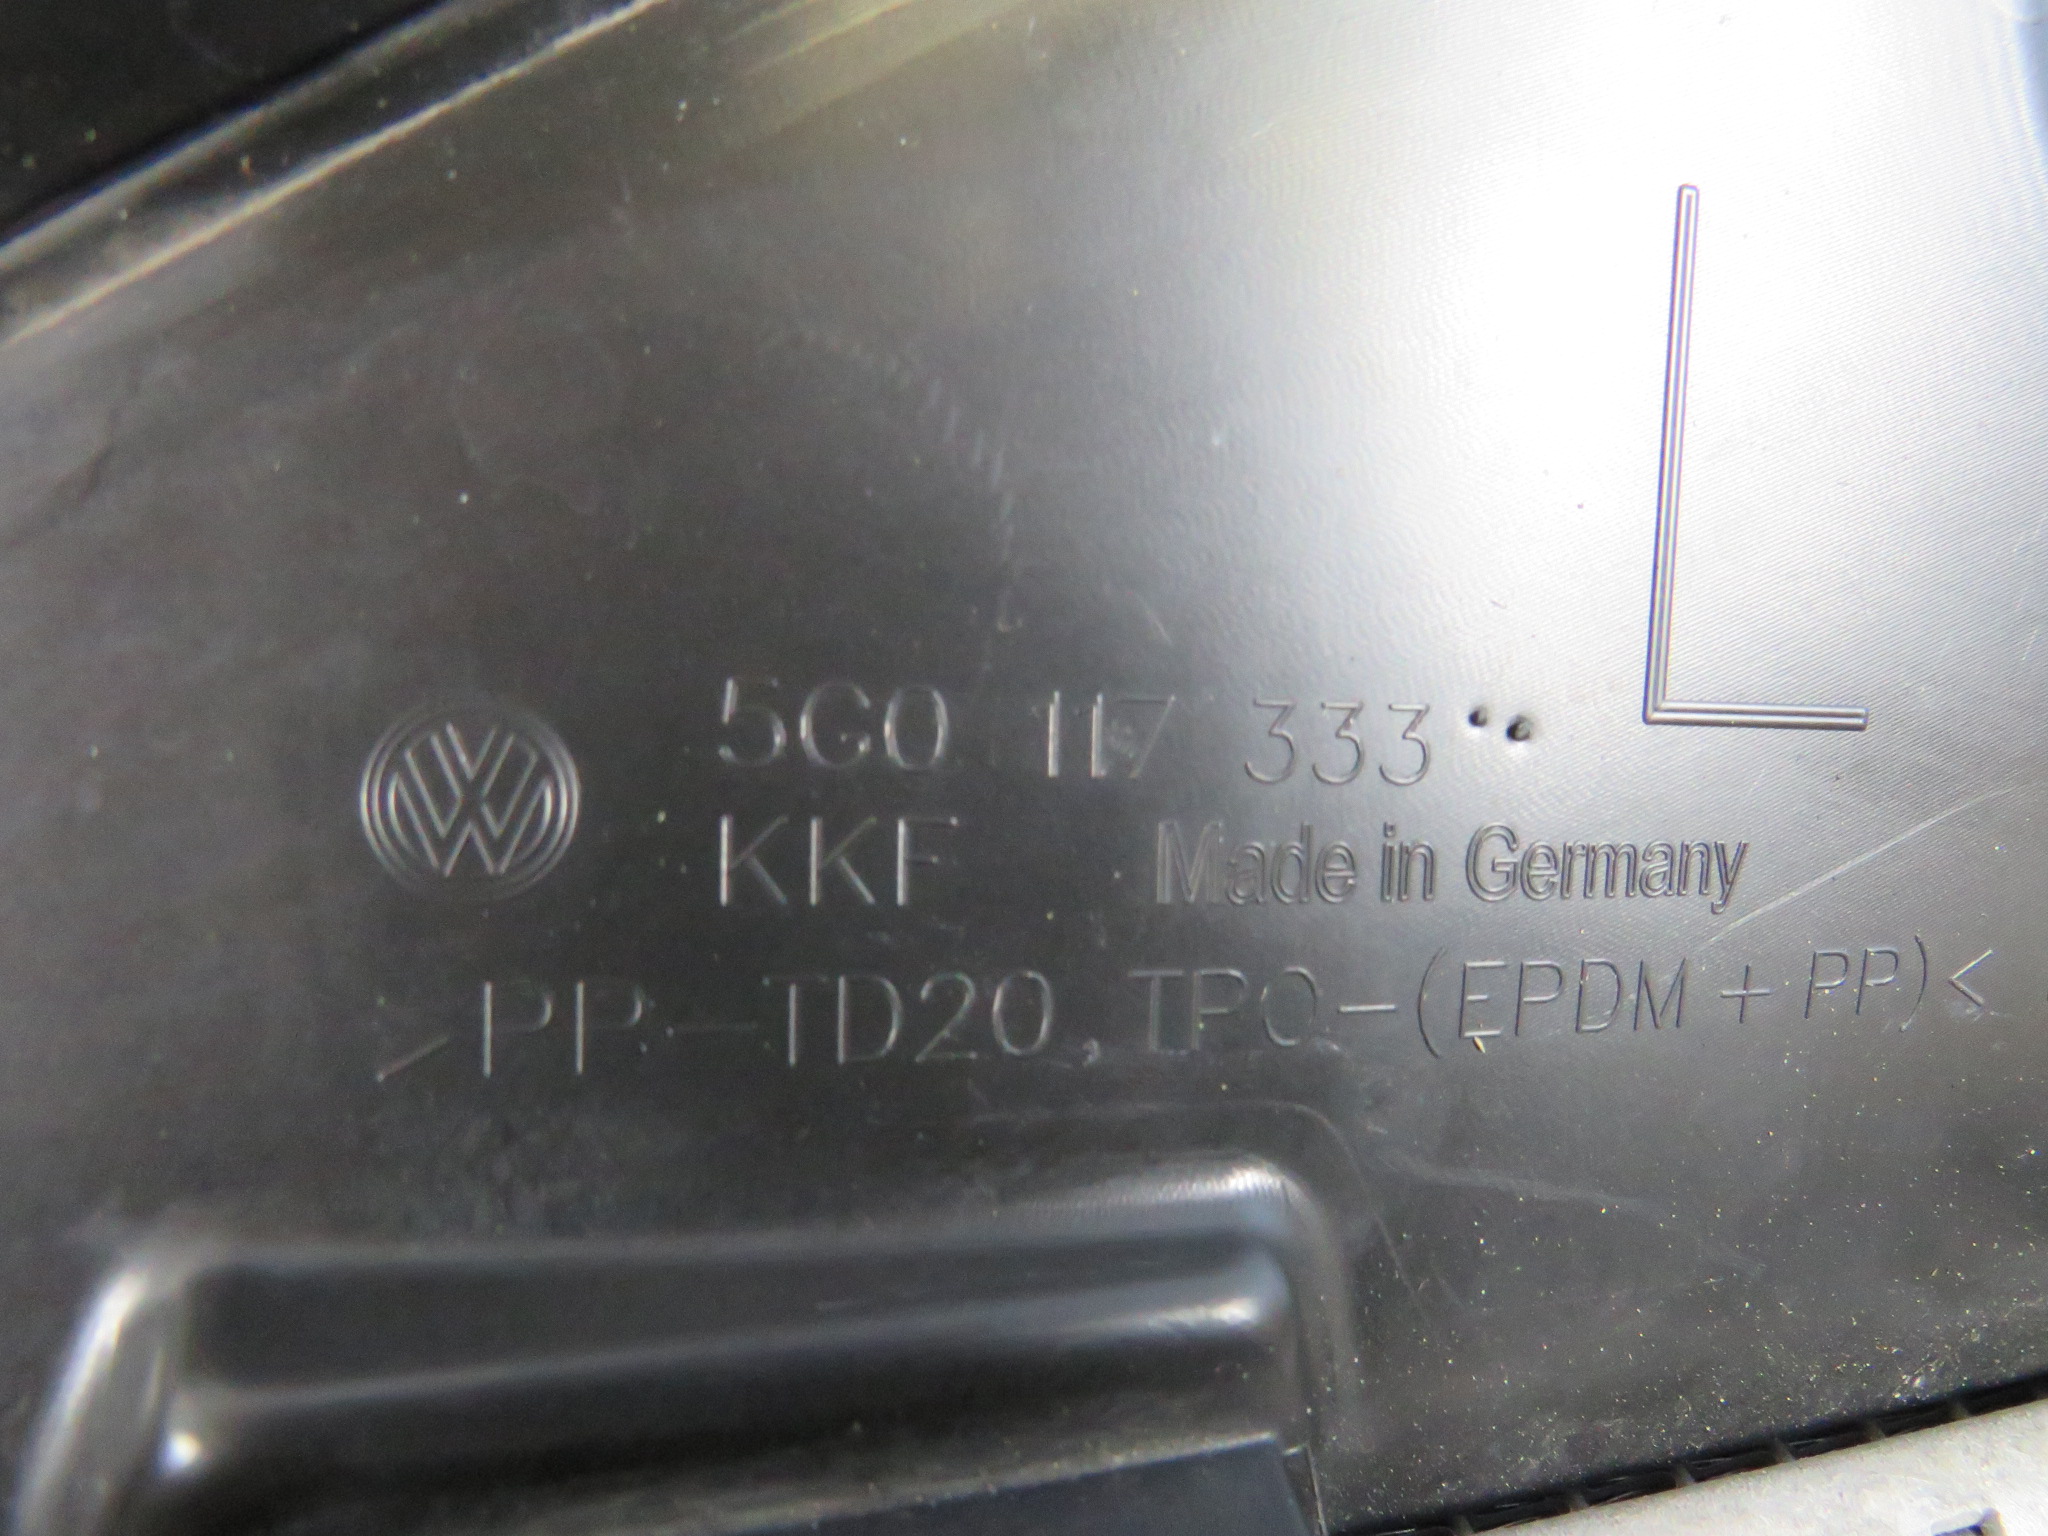 L
5G0 117 333
KKF Made in Germany
>PP-TD20, TPO-(EPDM + PP)<